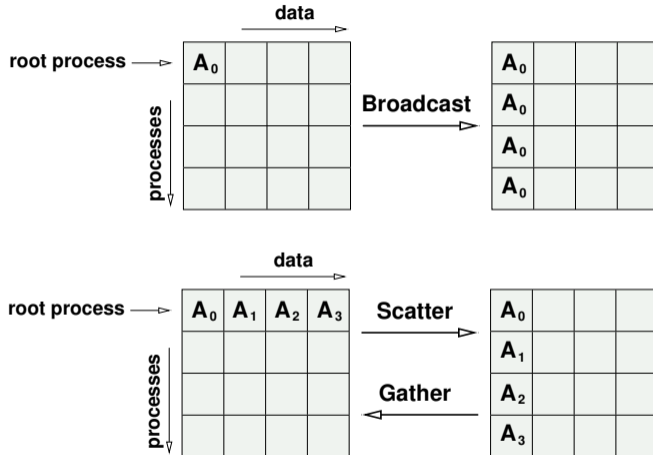 data
root process
A0
A0
Broadcast
A0
processes
A0
A0
data
root process
A0 A1 A2 A3
Scatter
A0
A1
processes
Gather
A2
A3